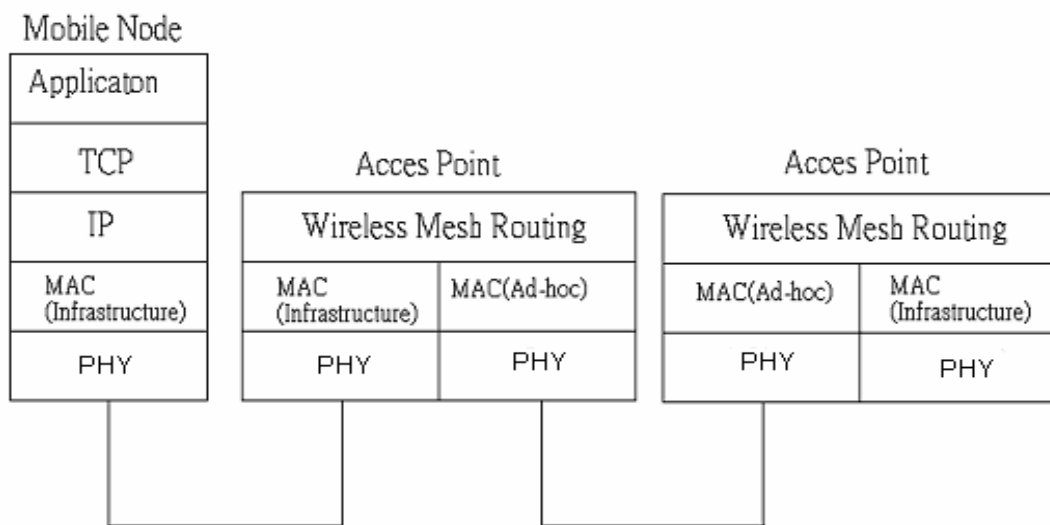 Mobile Node
Applicaton
TCP
IP
MAC
(Infrastructure)
PHY
Acces Point
Wireless Mesh Routing
MAC
(Infrastructure)
MAC(Ad-hoc)
PHY
PHY
Acces Point
Wireless Mesh Routing
MAC(Ad-hoc)
MAC
(Infrastructure)
PHY
PHY